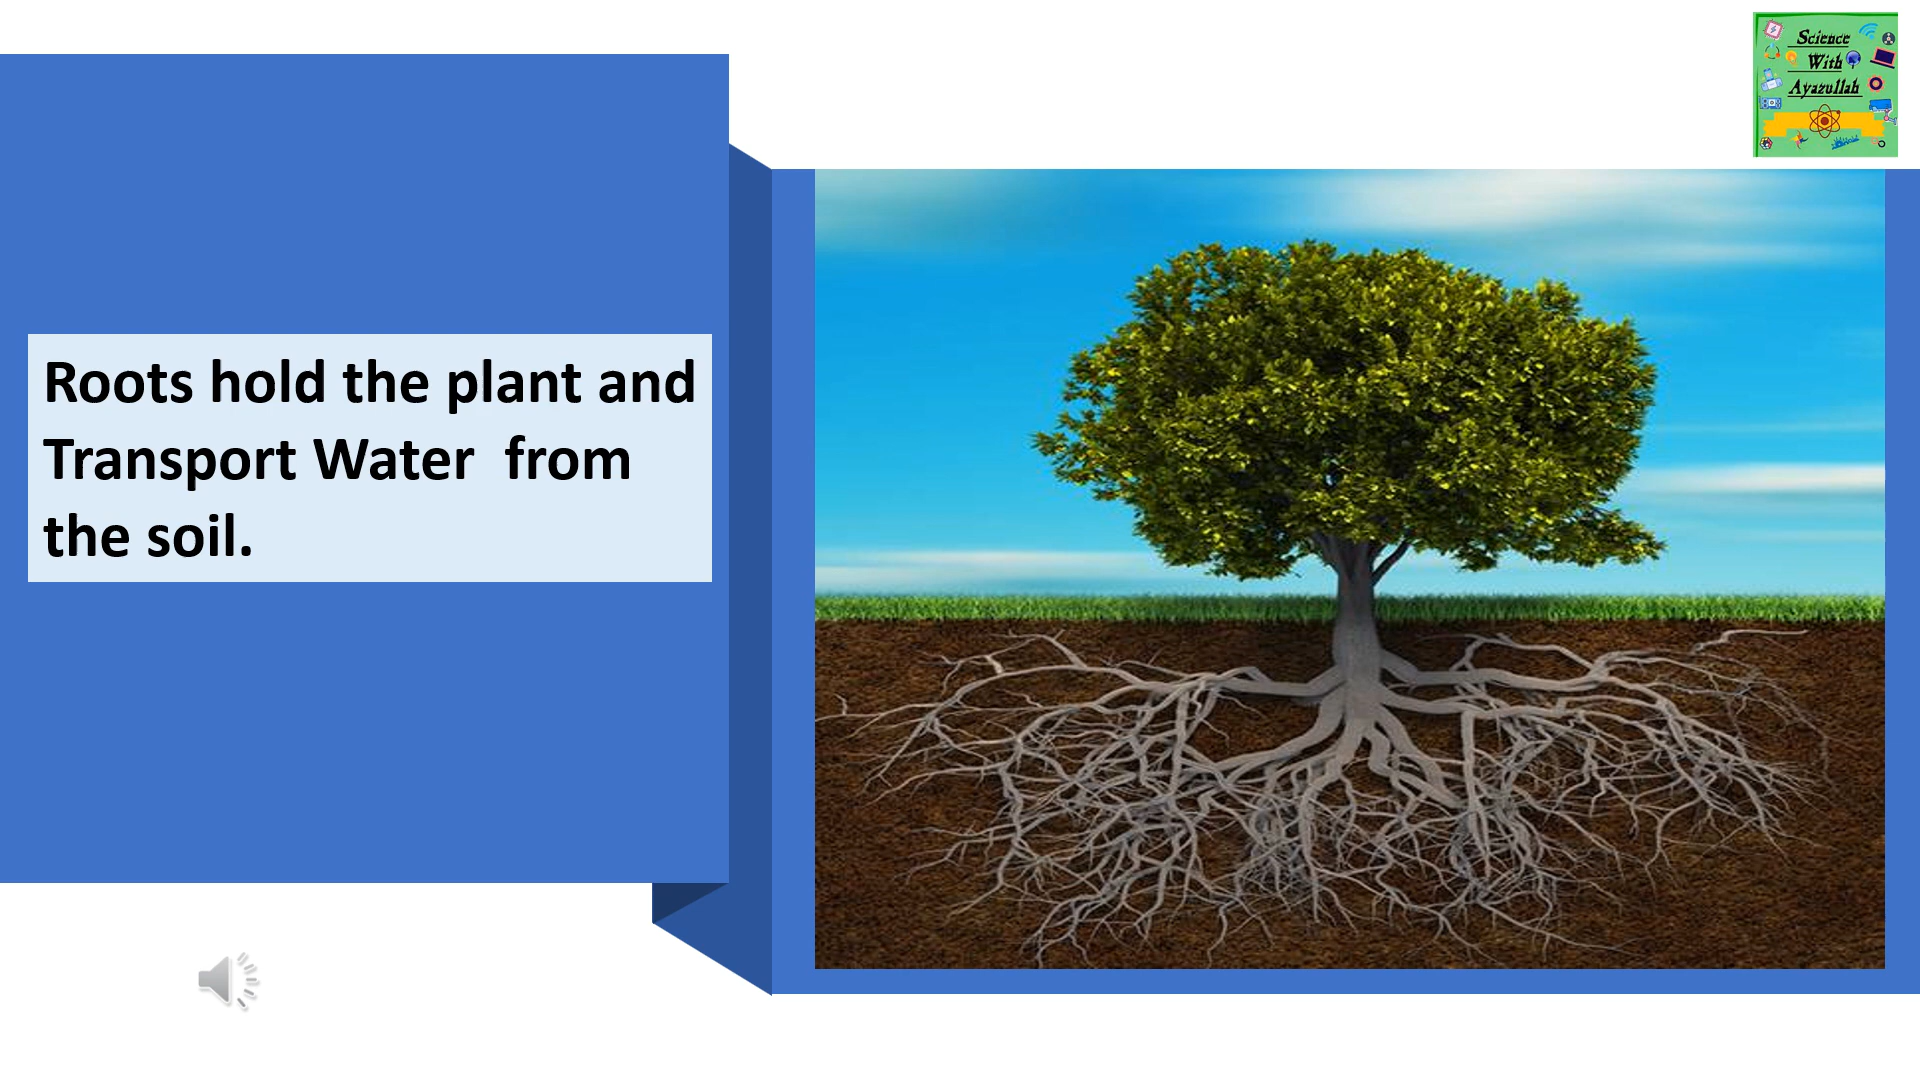 Science
With
Ayazullah
Roots hold the plant and
Transport Water  from
the soil.